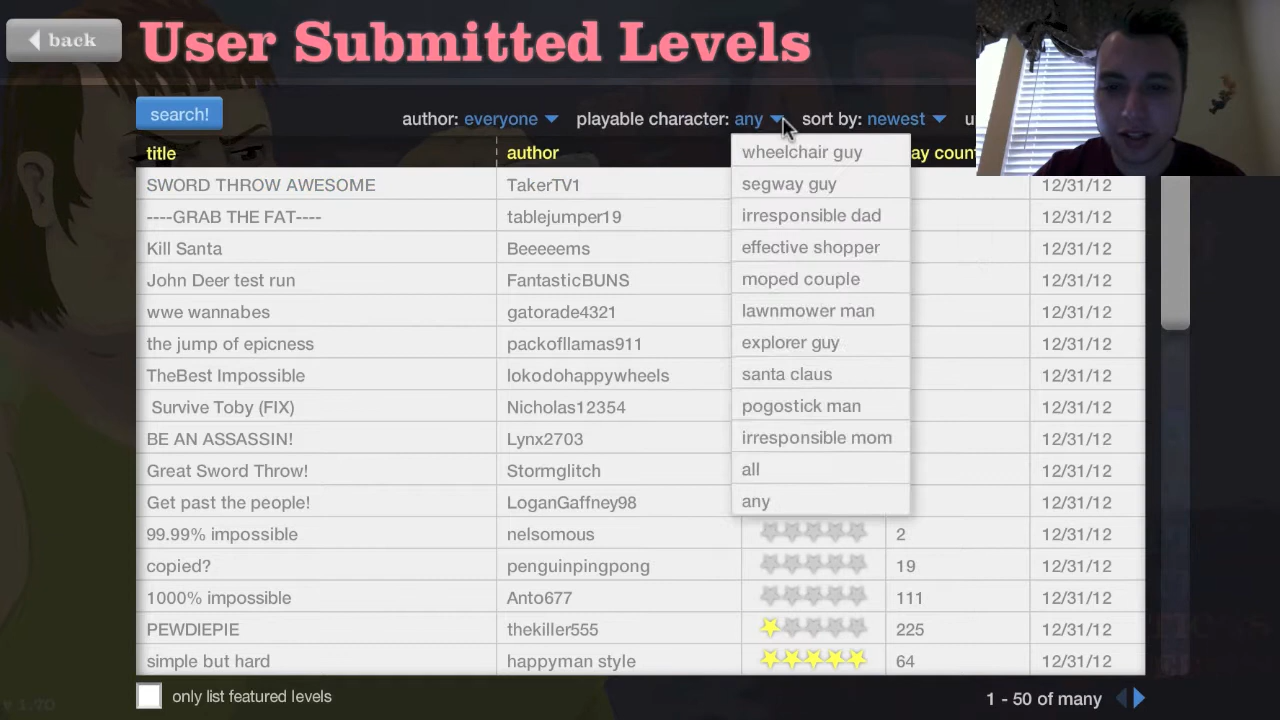 back
User Submitted Levels
search!
author: everyone playable character: any sort by: newest
title author ay coun
SWORD THROW AWESOME TakerTV1 12/31/12
----GRAB THE FAT---- tablejumper19 12/31/12
Kill Santa Beeeeems 12/31/12
John Deer test run FantasticBUNS 12/31/12
wwe wannabes gatorade4321 12/31/12
the jump of epicness packofllamas911 12/31/12
TheBest Impossible lokodohappywheels 12/31/12
Survive Toby (FIX) Nicholas12354 12/31/12
BE AN ASSASSIN! Lynx2703 12/31/12
Great Sword Throw! Stormglitch 12/31/12
Get past the people! LoganGaffney98 12/31/12
99.99% impossible nelsomous 2 12/31/12
copied? penguinpingpong 19 12/31/12
1000% impossible Anto677 111 12/31/12
PEWDIEPIE thekiller555 225 12/31/12
simple but hard happyman style 64 12/31/12
wheelchair guy
segway guy
irresponsible dad
effective shopper
moped couple
lawnmower man
explorer guy
santa claus
pogostick man
irresponsible mom
all
any
only list featured levels
1 - 50 of many
v 1.70